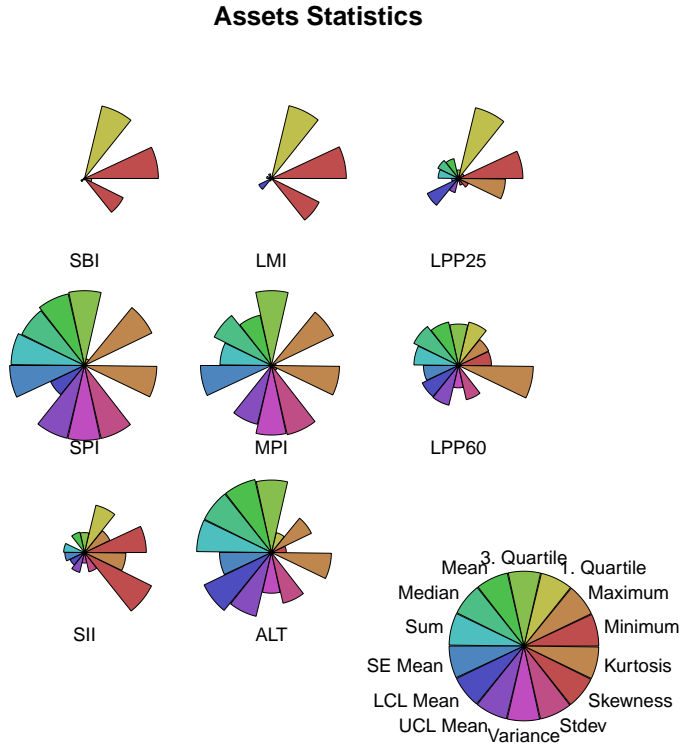 Assets Statistics
SBI
LMI
LPP25
SPI
MPI
LPP60
SII
ALT
3. Quartile
1. Quartile
Mean
Maximum
Median
Minimum
Sum
Kurtosis
SE Mean
Skewness
LCL Mean
Stdev
UCL Mean
Variance